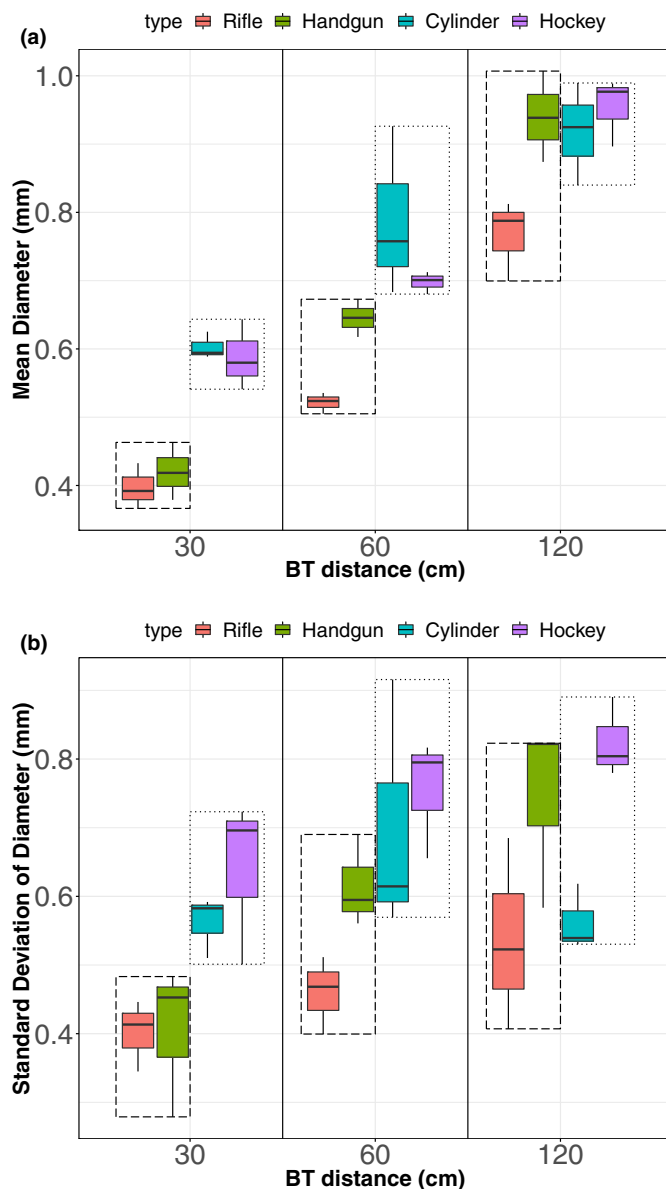 type Rifle Handgun Cylinder Hockey
(a)
1.0
0.8
0.6
0.4
Mean Diameter (mm)
30 60 120
BT distance (cm)
type Rifle Handgun Cylinder Hockey
(b)
0.8
0.6
0.4
Standard Deviation of Diameter (mm)
30 60 120
BT distance (cm)